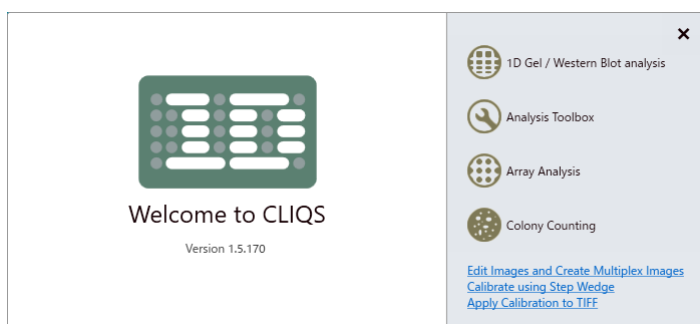 Welcome to CLIQS
Version 1.5.170
1D Gel / Western Blot analysis
Analysis Toolbox
Array Analysis
Colony Counting
Edit Images and Create Multiplex Images
Calibrate using Step Wedge
Apply Calibration to TIFF